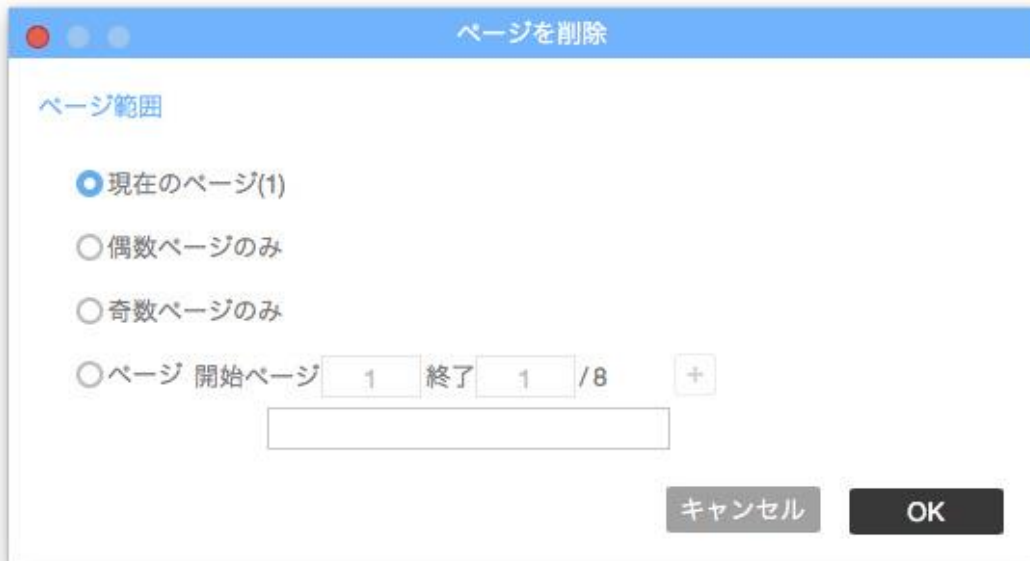 ページを削除
ページ範囲
現在のページ(1)
偶数ページのみ
奇数ページのみ
ページ 開始ページ 1 終了 1 /8 +
キャンセル OK